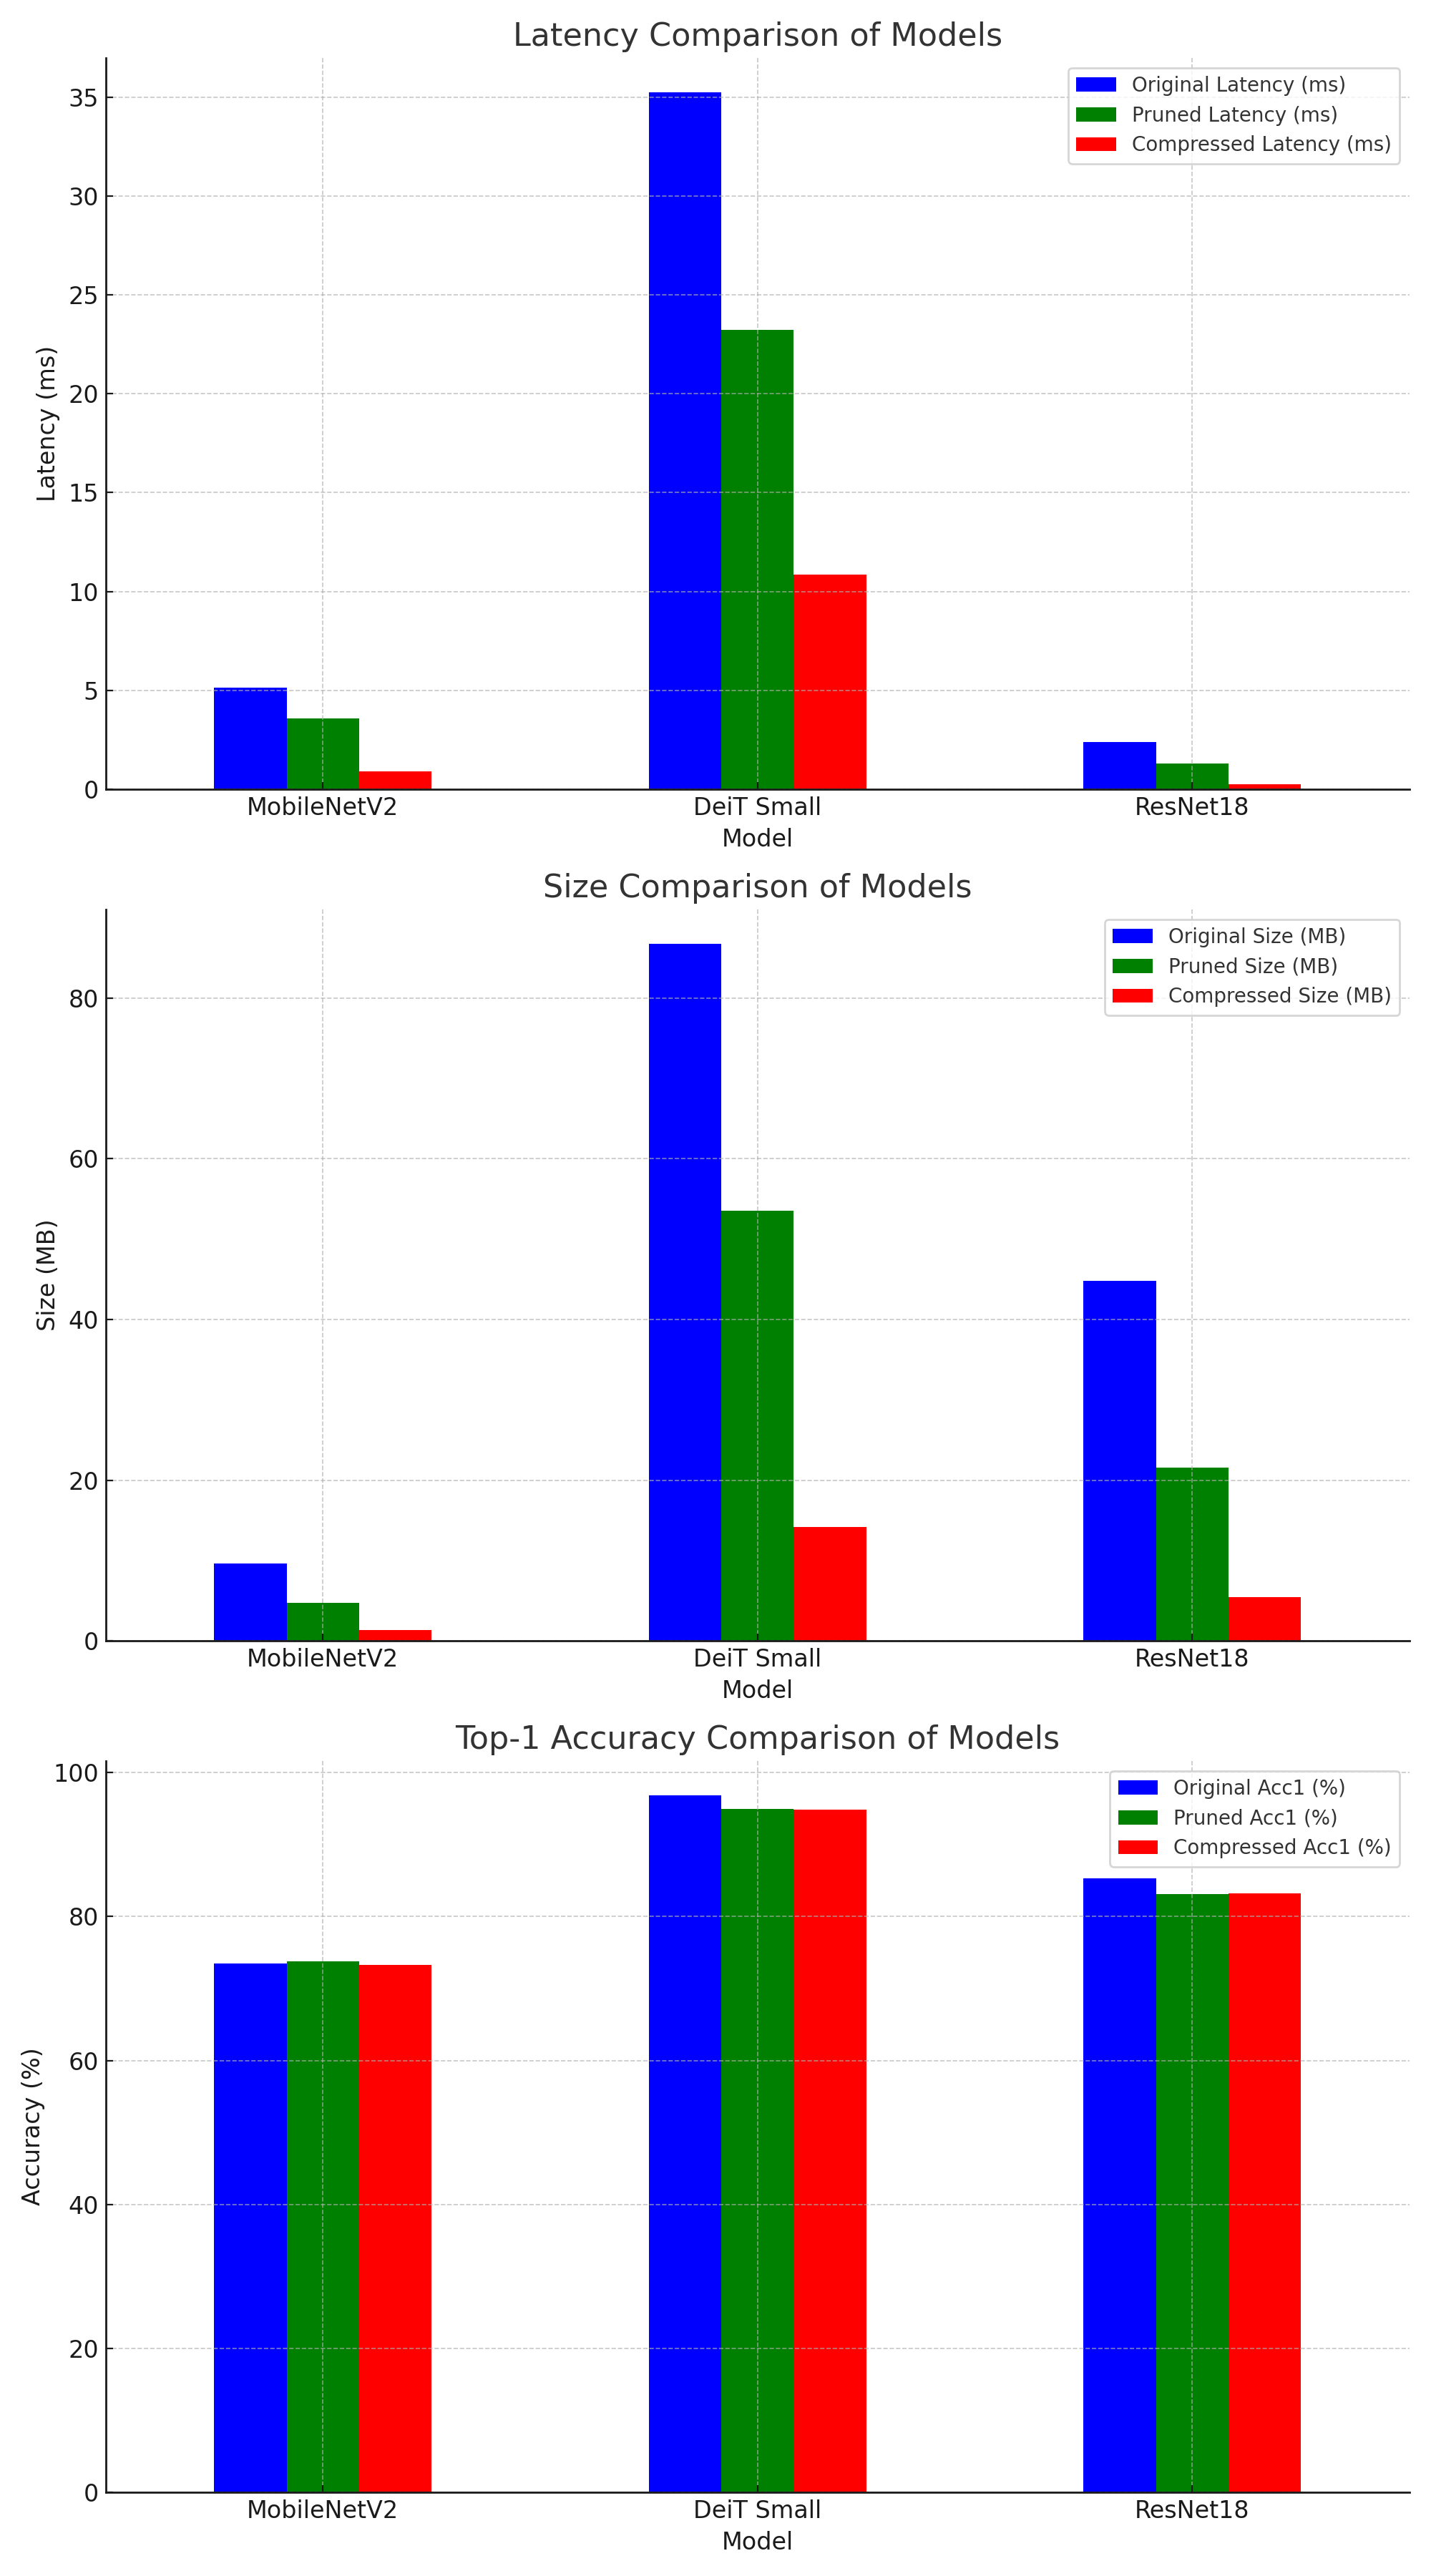 Latency Comparison of Models
Original Latency (ms)
Pruned Latency (ms)
Compressed Latency (ms)
Latency (ms)
35
30
25
20
15
10
5
0
MobileNetV2 DeiT Small ResNet18
Model
Size Comparison of Models
Original Size (MB)
Pruned Size (MB)
Compressed Size (MB)
Size (MB)
80
60
40
20
0
MobileNetV2 DeiT Small ResNet18
Model
Top-1 Accuracy Comparison of Models
Original Acc1 (%)
Pruned Acc1 (%)
Compressed Acc1 (%)
Accuracy (%)
100
80
60
40
20
0
MobileNetV2 DeiT Small ResNet18
Model